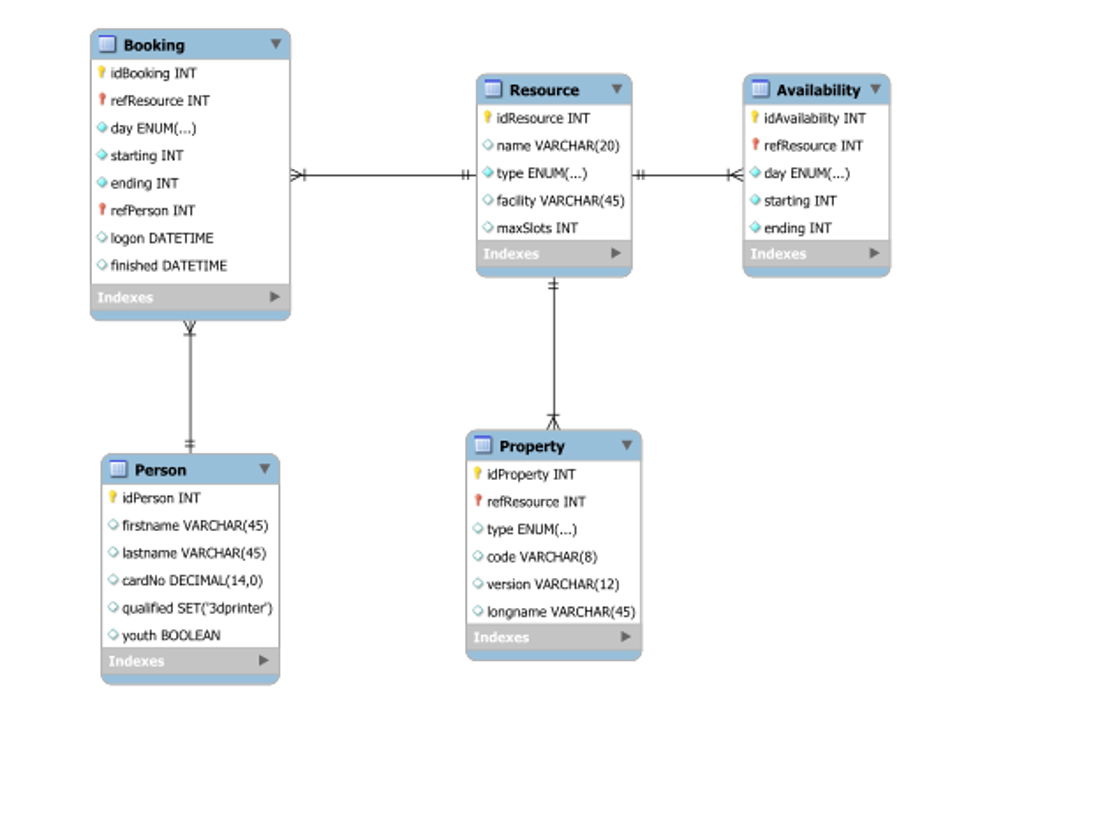 Booking
idBooking INT
refResource INT
day ENUM(...)
starting INT
ending INT
refPerson INT
logon DATETIME
finished DATETIME
Indexes
Resource
idResource INT
name VARCHAR(20)
type ENUM(...)
facility VARCHAR(45)
maxSlots INT
Indexes
Availability
idAvailability INT
refResource INT
day ENUM(...)
starting INT
ending INT
Indexes
Person
idPerson INT
firstname VARCHAR(45)
lastname VARCHAR(45)
cardNo DECIMAL(14,0)
qualified SET('3dprinter')
youth BOOLEAN
Indexes
Property
idProperty INT
refResource INT
type ENUM(...)
code VARCHAR(8)
version VARCHAR(12)
longname VARCHAR(45)
Indexes